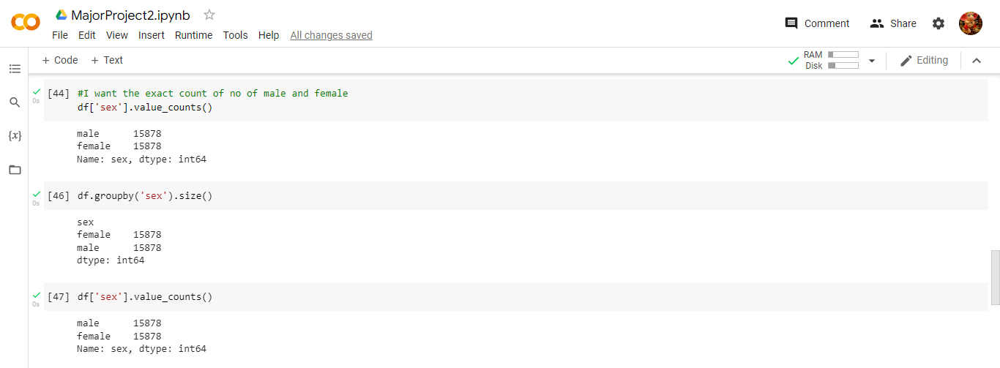 MajorProject2.ipynb
File Edit View Insert Runtime Tools Help All changes saved
Comment Share
+ Code + Text
RAM
Disk
Editing
{x}
0s
[44] #I want the exact count of no of male and female
df['sex'].value_counts()
male 15878
female 15878
Name: sex, dtype: int64
0s
[46] df.groupby('sex').size()
sex
female 15878
male 15878
dtype: int64
0s
[47] df['sex'].value_counts()
male 15878
female 15878
Name: sex, dtype: int64